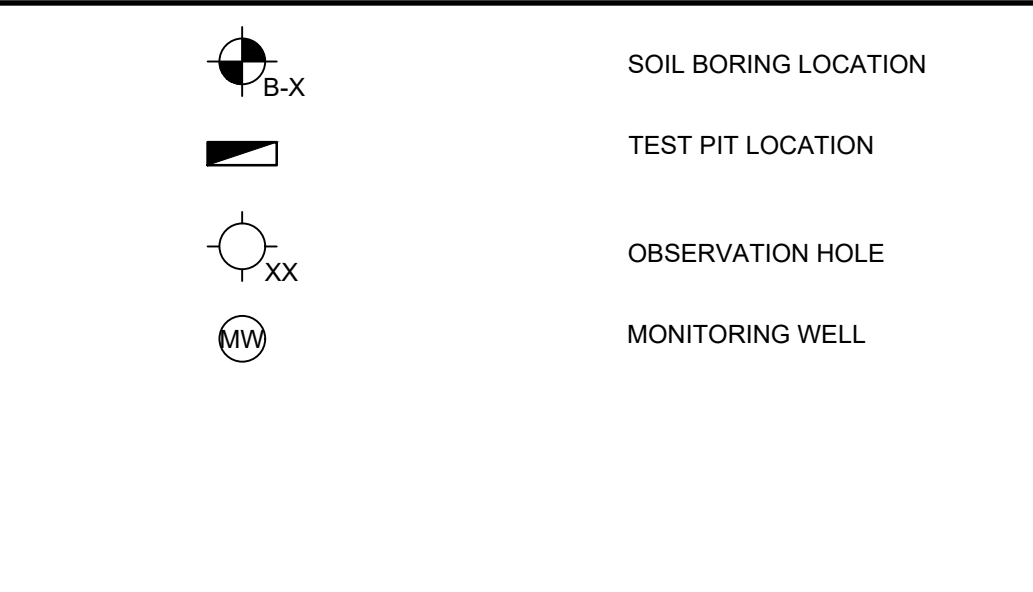 B-X SOIL BORING LOCATION
TEST PIT LOCATION
XX OBSERVATION HOLE
MW MONITORING WELL